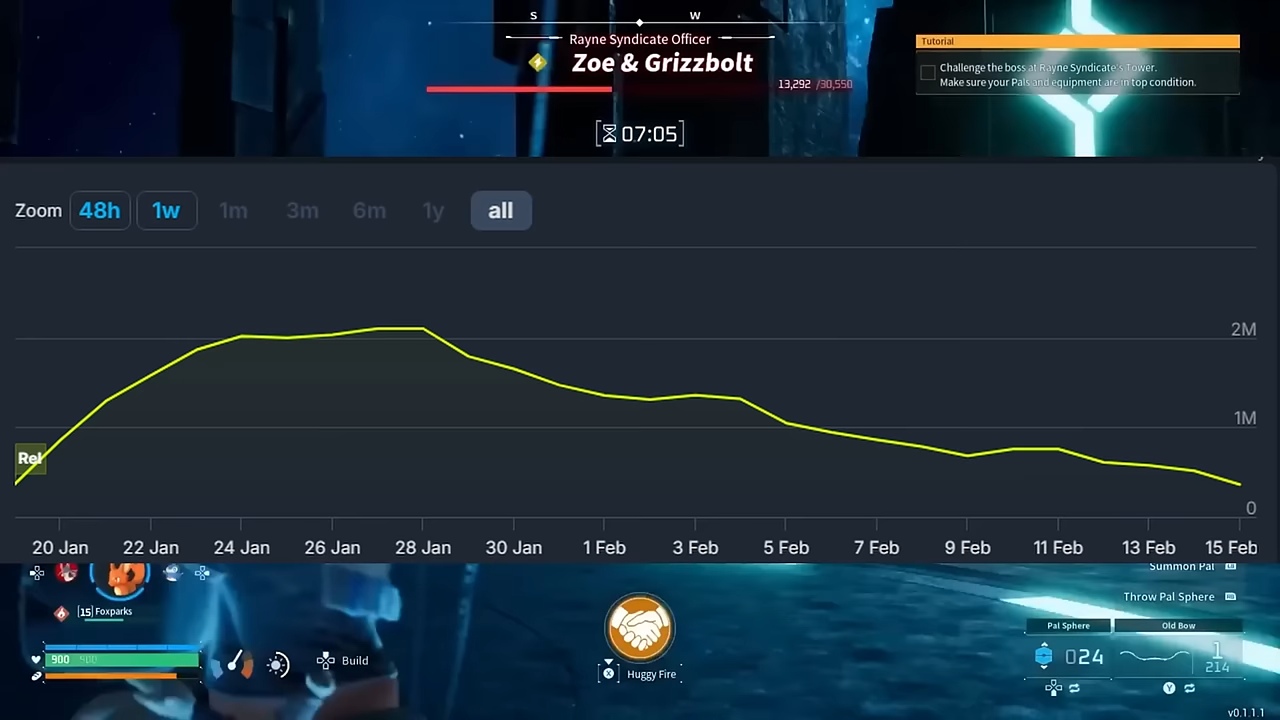 S W
Rayne Syndicate Officer
Zoe & Grizzbolt
13,292 /30,550
07:05
Tutorial
Challenge the boss at Rayne Syndicate's Tower.
Make sure your Pals and equipment are in top condition.
Zoom 48h 1w 1m 3m 6m 1y all
2M
1M
Rel
0
20 Jan 22 Jan 24 Jan 26 Jan 28 Jan 30 Jan 1 Feb 3 Feb 5 Feb 7 Feb 9 Feb 11 Feb 13 Feb 15 Feb
Summon Pal
Throw Pal Sphere
[15] Foxparks
Pal Sphere Old Bow
900 500
Build
X Huggy Fire
024
1
214
Y
v0.1.1.1